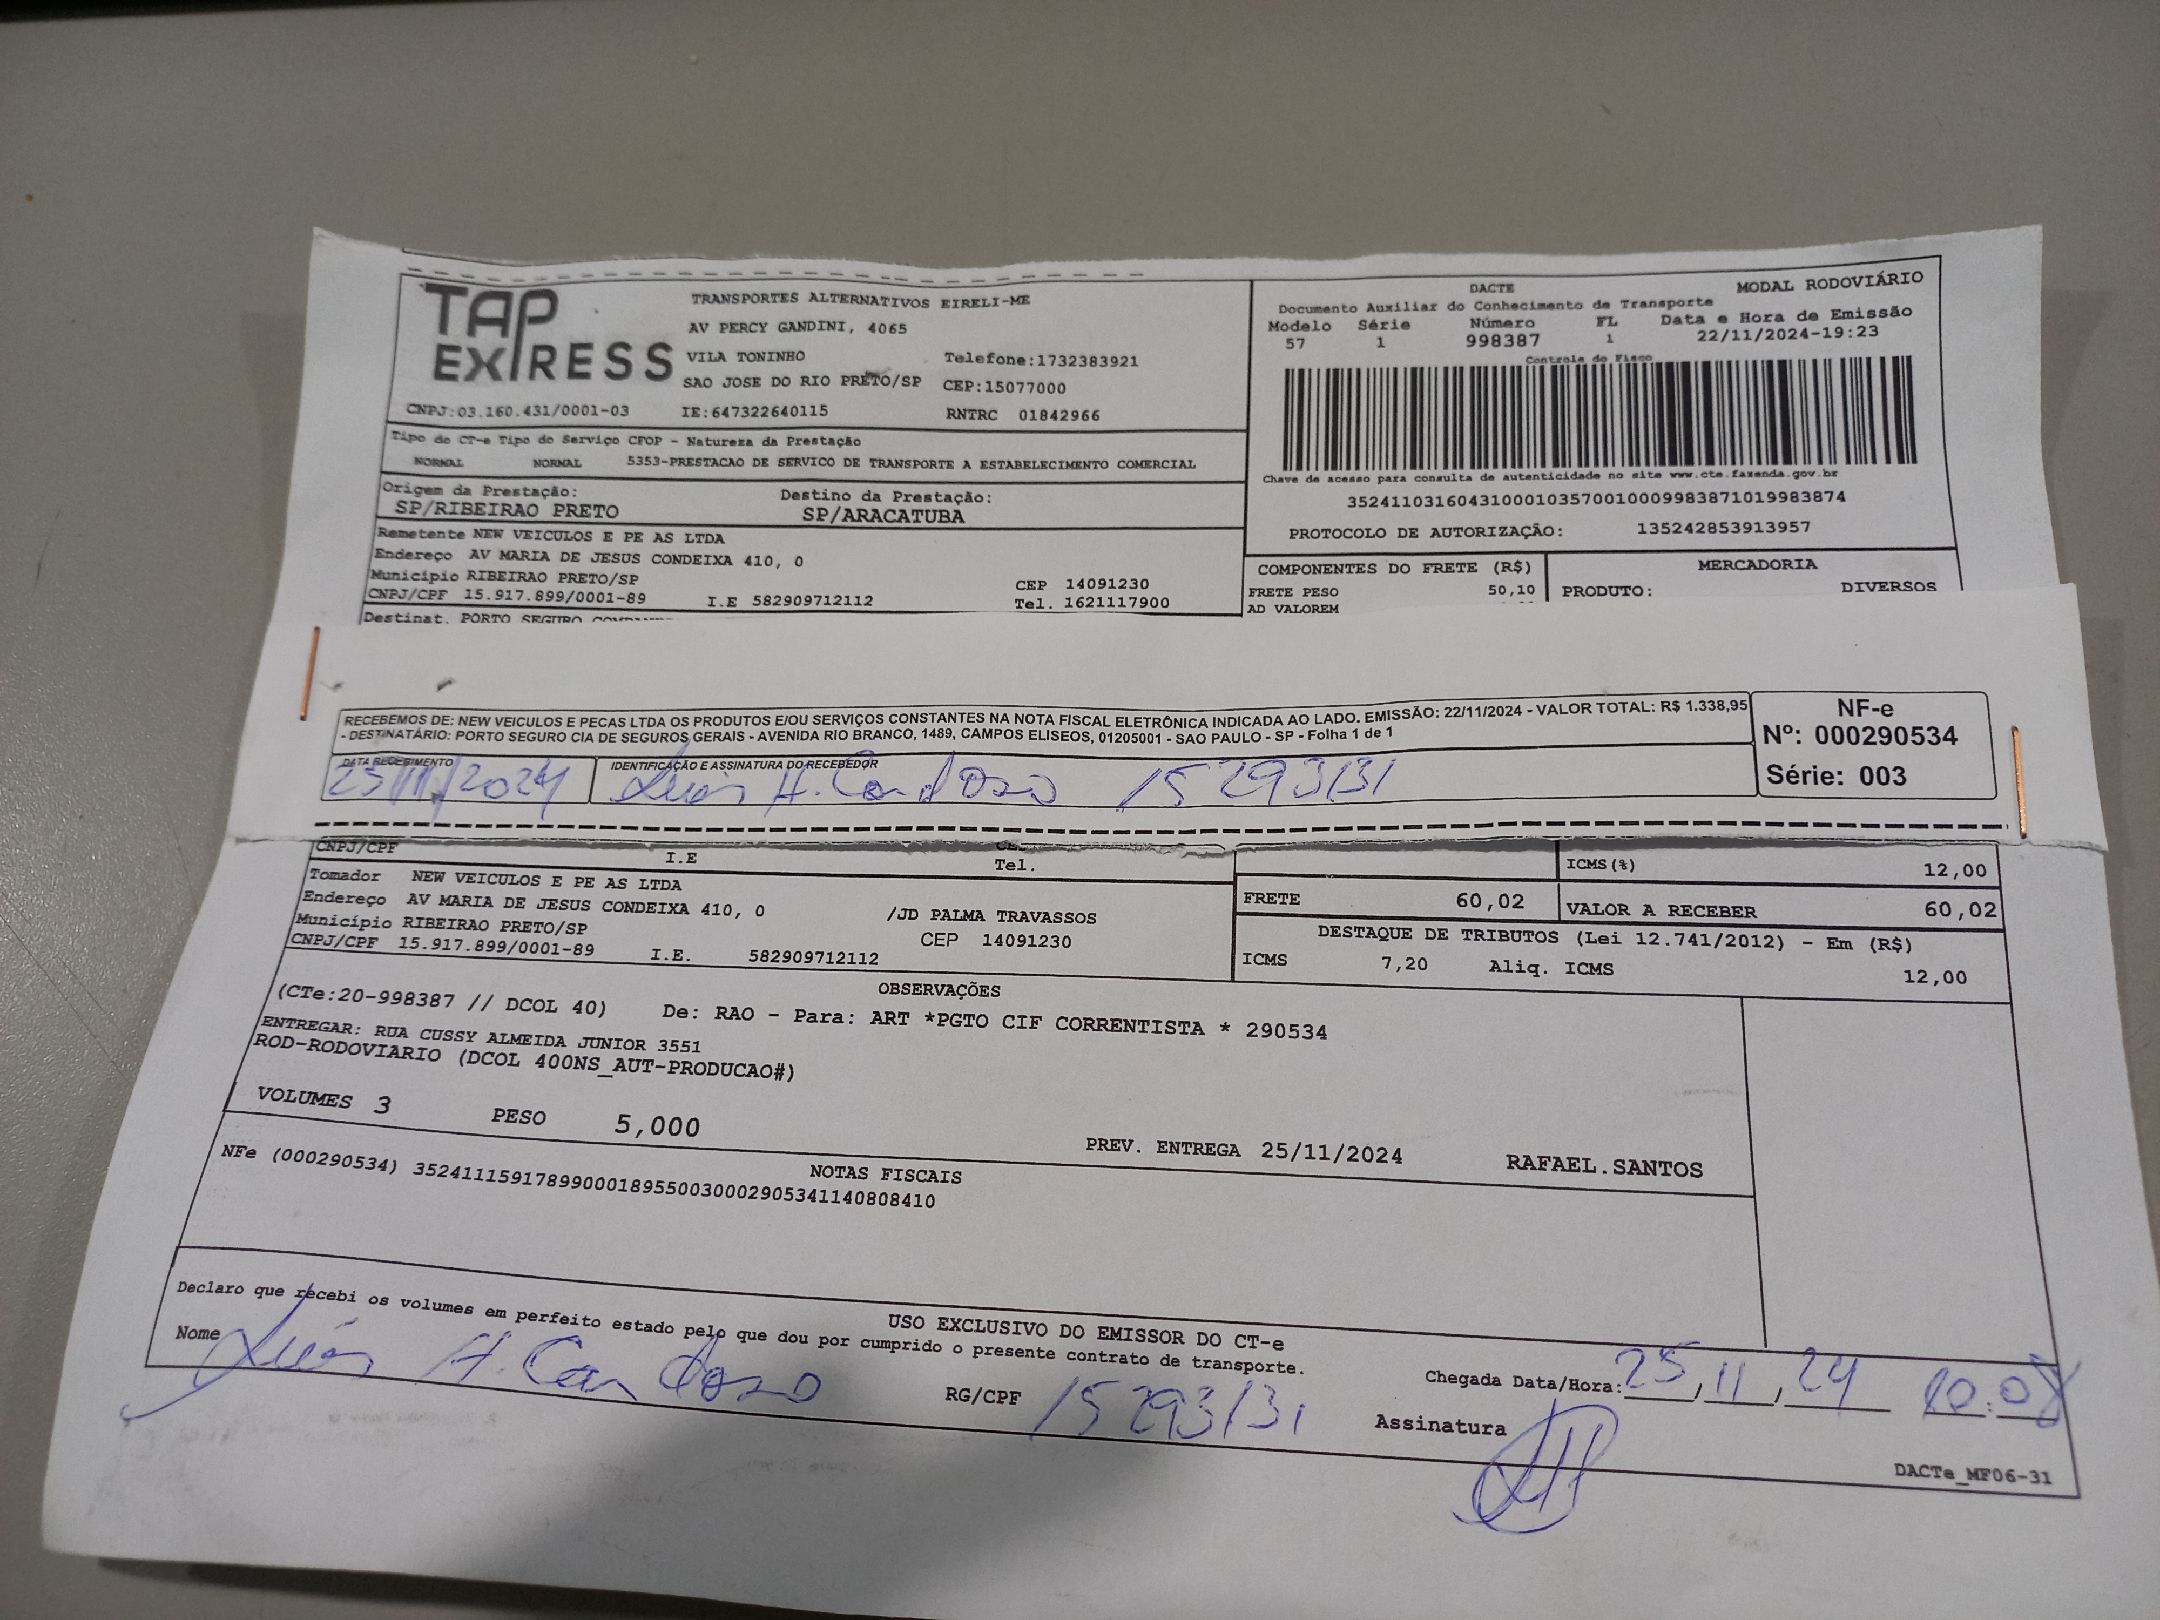 TAP EXPRESS
TRANSPORTES ALTERNATIVOS EIRELI-ME
AV PERCY GANDINI, 4065
VILA TONINHO Telefone:1732383921
SAO JOSE DO RIO PRETO/SP CEP:15077000
CNPJ:03.160.431/0001-03 IE:647322640115 RNTRC 01842966
DACTE MODAL RODOVIÁRIO
Documento Auxiliar do Conhecimento de Transporte
Modelo Série Número FL Data e Hora de Emissão
57 1 998387 1 22/11/2024-19:23
Controle do Fisco
Chave de acesso para consulta de autenticidade no site www.cte.fazenda.gov.br
35241103160431000103570010009983871019983874
PROTOCOLO DE AUTORIZAÇÃO: 135242853913957
Tipo do CT-e Tipo do Serviço CFOP - Natureza da Prestação
NORMAL NORMAL 5353-PRESTACAO DE SERVICO DE TRANSPORTE A ESTABELECIMENTO COMERCIAL
Origem da Prestação: Destino da Prestação:
SP/RIBEIRAO PRETO SP/ARACATUBA
Remetente NEW VEICULOS E PE AS LTDA
Endereço AV MARIA DE JESUS CONDEIXA 410, 0
Município RIBEIRAO PRETO/SP CEP 14091230
CNPJ/CPF 15.917.899/0001-89 I.E 582909712112 Tel. 1621117900
Destinat. PORTO SEGURO
COMPONENTES DO FRETE (R$) MERCADORIA
FRETE PESO 50,10 PRODUTO: DIVERSOS
AD VALOREM
RECEBEMOS DE: NEW VEICULOS E PECAS LTDA OS PRODUTOS E/OU SERVIÇOS CONSTANTES NA NOTA FISCAL ELETRÔNICA INDICADA AO LADO. EMISSÃO: 22/11/2024 - VALOR TOTAL: R$ 1.338,95
- DESTINATÁRIO: PORTO SEGURO CIA DE SEGUROS GERAIS - AVENIDA RIO BRANCO, 1489, CAMPOS ELISEOS, 01205001 - SAO PAULO - SP - Folha 1 de 1
DATA RECEBIMENTO IDENTIFICAÇÃO E ASSINATURA DO RECEBEDOR
25/11/2024 Luis H. Cardoso 15293131
NF-e
Nº: 000290534
Série: 003
CNPJ/CPF I.E Tel.
Tomador NEW VEICULOS E PE AS LTDA
Endereço AV MARIA DE JESUS CONDEIXA 410, 0 /JD PALMA TRAVASSOS
Município RIBEIRAO PRETO/SP CEP 14091230
CNPJ/CPF 15.917.899/0001-89 I.E. 582909712112
ICMS(%) 12,00
FRETE 60,02 VALOR A RECEBER 60,02
DESTAQUE DE TRIBUTOS (Lei 12.741/2012) - Em (R$)
ICMS 7,20 Aliq. ICMS 12,00
OBSERVAÇÕES
(CTe:20-998387 // DCOL 40) De: RAO - Para: ART *PGTO CIF CORRENTISTA * 290534
ENTREGAR: RUA CUSSY ALMEIDA JUNIOR 3551
ROD-RODOVIARIO (DCOL 400NS_AUT-PRODUCAO#)
VOLUMES 3 PESO 5,000 PREV. ENTREGA 25/11/2024 RAFAEL.SANTOS
NOTAS FISCAIS
NFe (000290534) 35241115917899000189550030002905341140808410
USO EXCLUSIVO DO EMISSOR DO CT-e
Declaro que recebi os volumes em perfeito estado pelo que dou por cumprido o presente contrato de transporte.
Nome Luis H. Cardoso RG/CPF 15293131 Chegada Data/Hora: 25, 11, 24 10:08
Assinatura
DACTe_MF06-31